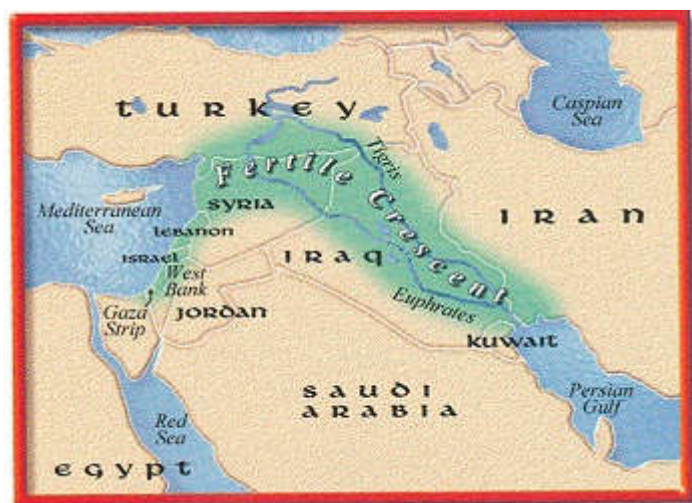 Caspian
Sea
TURKEY
Tigris
Fertile Crescent
Mediterranean
Sea
SYRIA
LEBANON
IRAN
ISRAEL
WEST
BANK
IRAQ
Gaza
Strip
JORDAN
Euphrates
KUWAIT
SAUDI
ARABIA
Persian
Gulf
Red
Sea
EGYPT